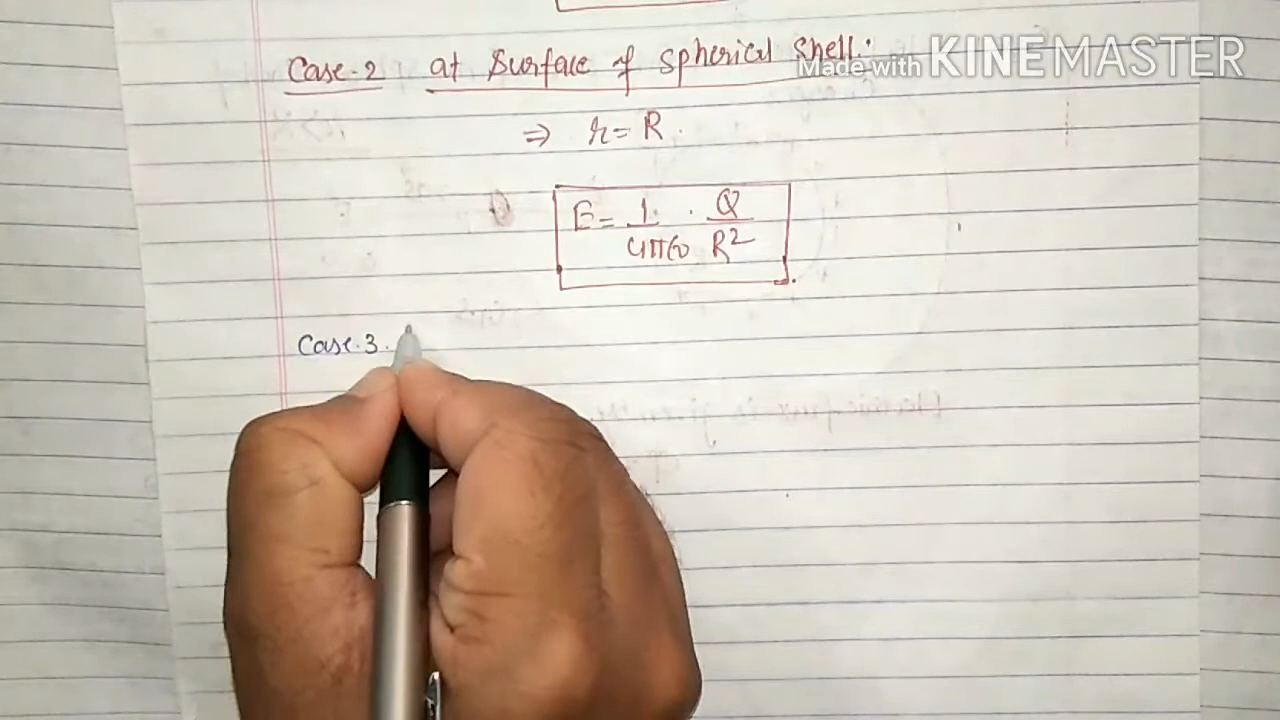 Case-2 at Surface of Spherical Shell:
Made with KINEMASTER
⇒ r = R.
E = 1/4πϵ0 · Q/R²
Case.3.